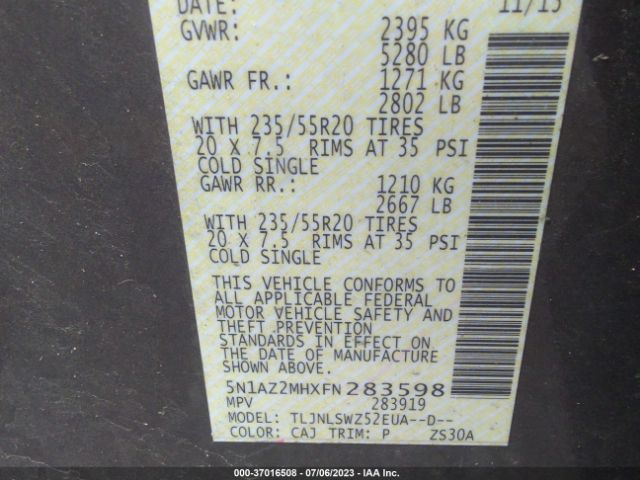 DATE: 11/15
GVWR: 2395 KG
5280 LB
GAWR FR.: 1271 KG
2802 LB
WITH 235/55R20 TIRES
20 X 7.5 RIMS AT 35 PSI
COLD SINGLE
GAWR RR.: 1210 KG
2667 LB
WITH 235/55R20 TIRES
20 X 7.5 RIMS AT 35 PSI
COLD SINGLE
THIS VEHICLE CONFORMS TO
ALL APPLICABLE FEDERAL
MOTOR VEHICLE SAFETY AND
THEFT PREVENTION
STANDARDS IN EFFECT ON
THE DATE OF MANUFACTURE
SHOWN ABOVE.
5N1AZ2MHXFN283598
MPV 283919
MODEL: TLJNLSWZ52EUA--D--
COLOR: CAJ TRIM: P ZS30A
000-37016508 - 07/06/2023 - IAA Inc.